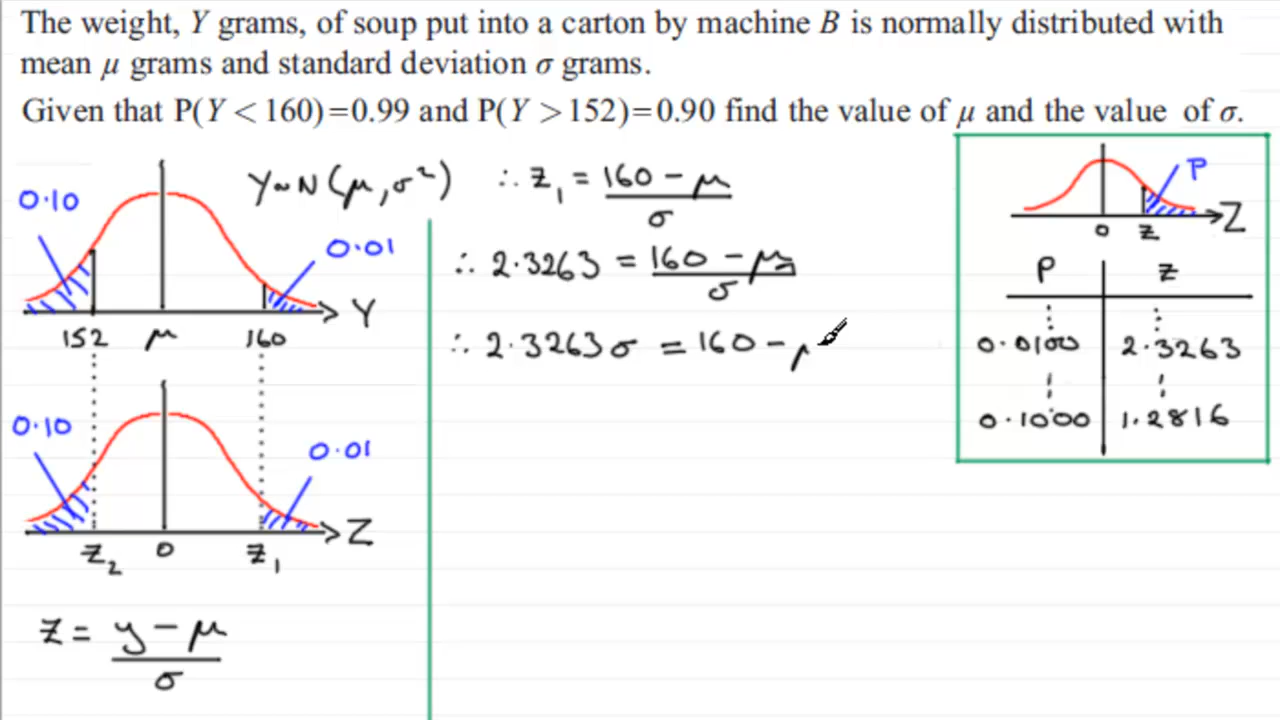 The weight, Y grams, of soup put into a carton by machine B is normally distributed with
mean μ grams and standard deviation σ grams.
Given that P(Y < 160)=0.99 and P(Y > 152)=0.90 find the value of μ and the value of σ.
0.10
Y~N(μ, σ²)
0.01
Y
152 μ 160
0.10
0.01
Z
Z₂ 0 Z₁
Z = (y - μ)/σ
∴ Z₁ = (160 - μ)/σ
∴ 2.3263 = (160 - μ)/σ
∴ 2.3263σ = 160 - μ
P
Z
0 Z
P Z
0.0100 2.3263
0.1000 1.2816